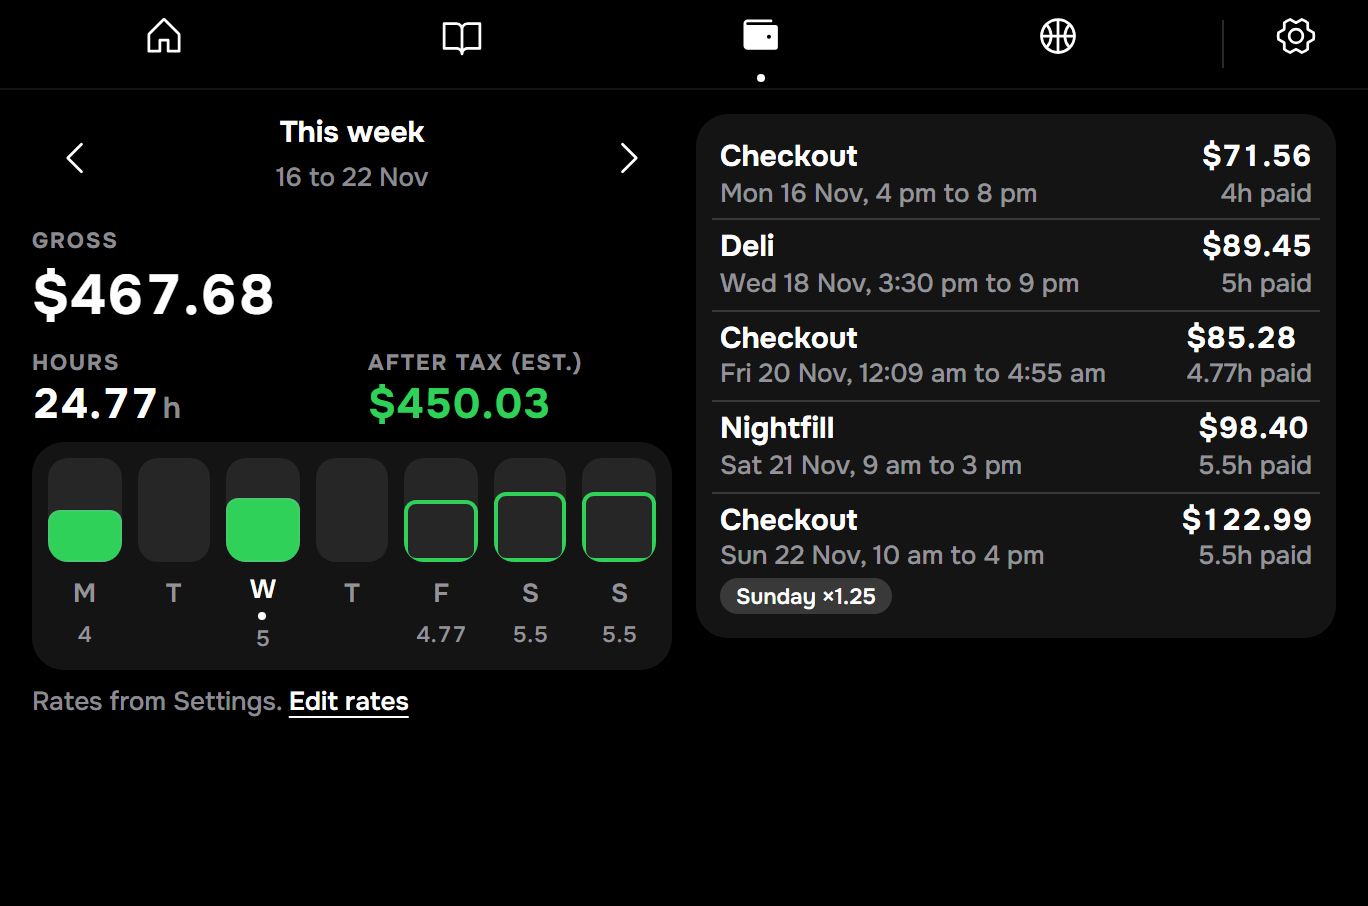 This week
16 to 22 Nov
GROSS
$467.68
HOURS
24.77h
AFTER TAX (EST.)
$450.03
M T W T F S S
4 5 4.77 5.5 5.5
Rates from Settings. Edit rates
Checkout $71.56
Mon 16 Nov, 4 pm to 8 pm 4h paid
Deli $89.45
Wed 18 Nov, 3:30 pm to 9 pm 5h paid
Checkout $85.28
Fri 20 Nov, 12:09 am to 4:55 am 4.77h paid
Nightfill $98.40
Sat 21 Nov, 9 am to 3 pm 5.5h paid
Checkout $122.99
Sun 22 Nov, 10 am to 4 pm 5.5h paid
Sunday ×1.25